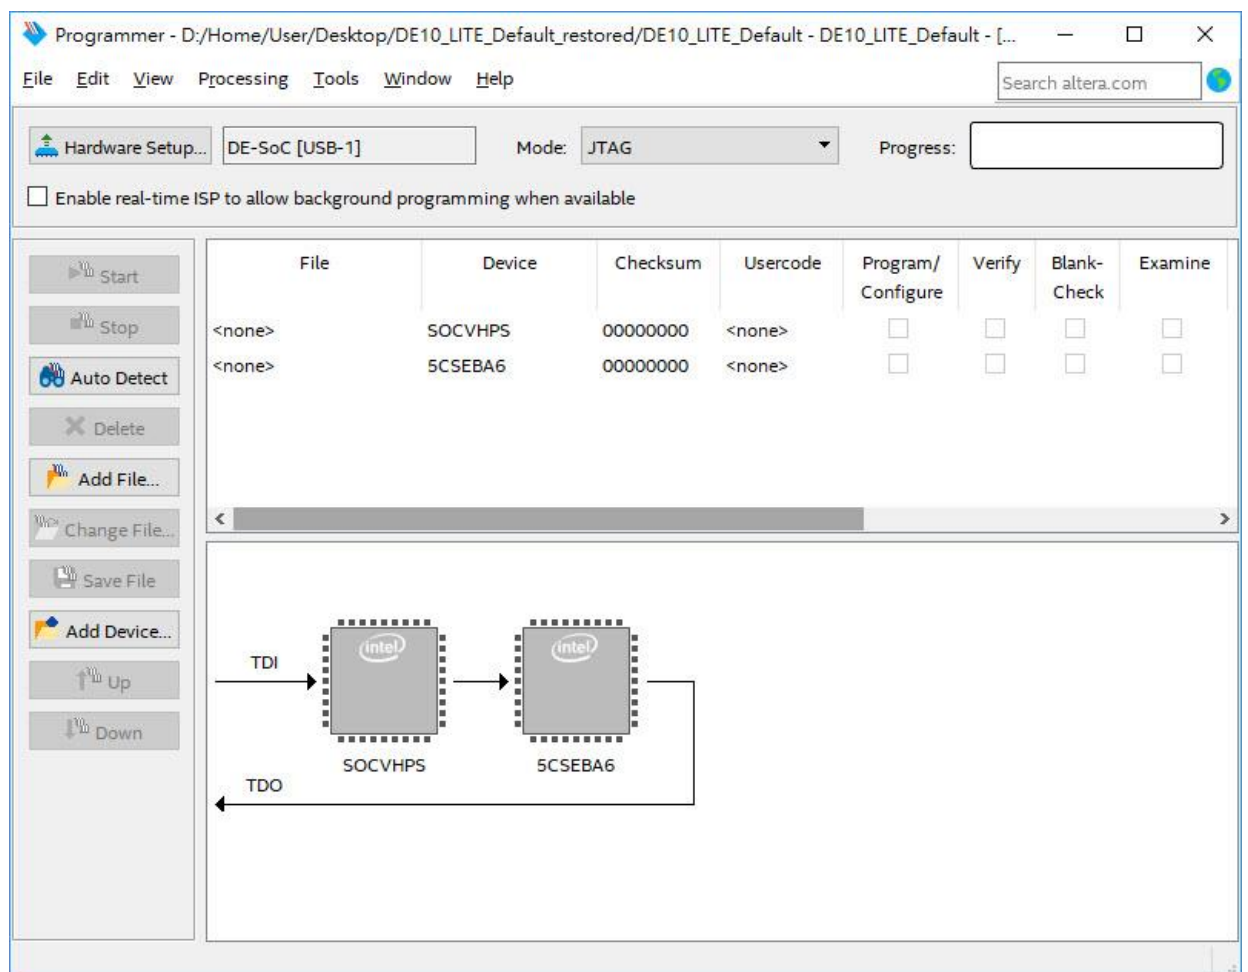 Programmer - D:/Home/User/Desktop/DE10_LITE_Default_restored/DE10_LITE_Default - DE10_LITE_Default - [...
File Edit View Processing Tools Window Help
Search altera.com
Hardware Setup... DE-SoC [USB-1] Mode: JTAG Progress:
Enable real-time ISP to allow background programming when available
Start
Stop
Auto Detect
Delete
Add File...
Change File...
Save File
Add Device...
Up
Down
File Device Checksum Usercode Program/ Verify Blank- Examine
Configure Check
<none> SOCVHPS 00000000 <none>
<none> 5CSEBA6 00000000 <none>
intel intel
TDI
SOCVHPS 5CSEBA6
TDO